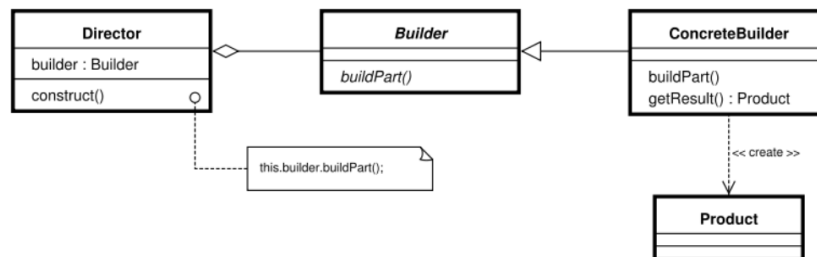 Director
builder : Builder
construct()
Builder
buildPart()
ConcreteBuilder
buildPart()
getResult() : Product
this.builder.buildPart();
<< create >>
Product